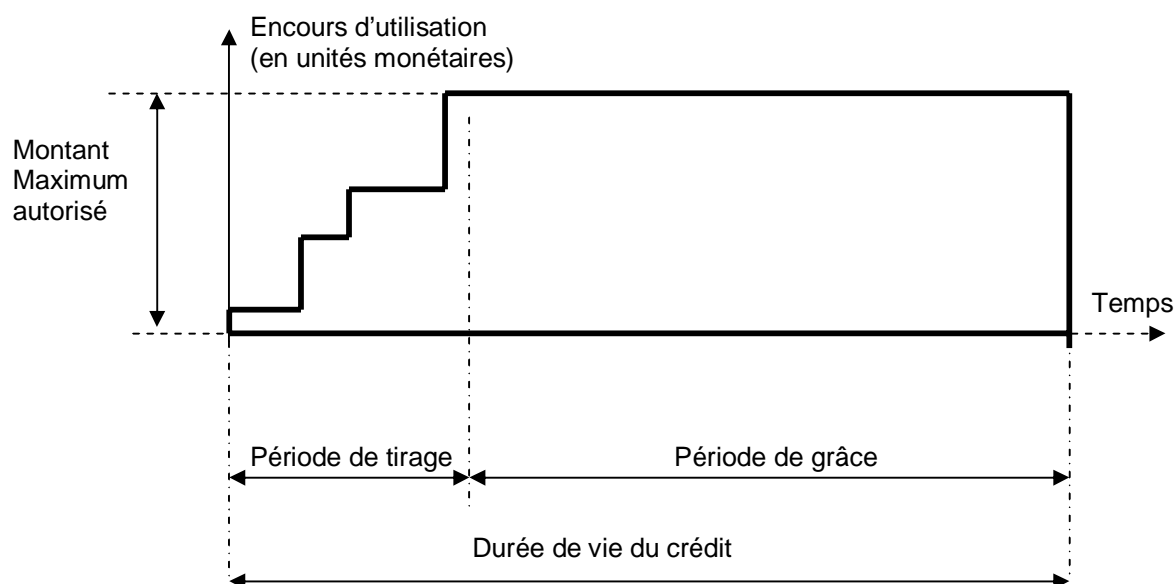 Encours d’utilisation
(en unités monétaires)
Montant
Maximum
autorisé
Temps
Période de tirage
Période de grâce
Durée de vie du crédit